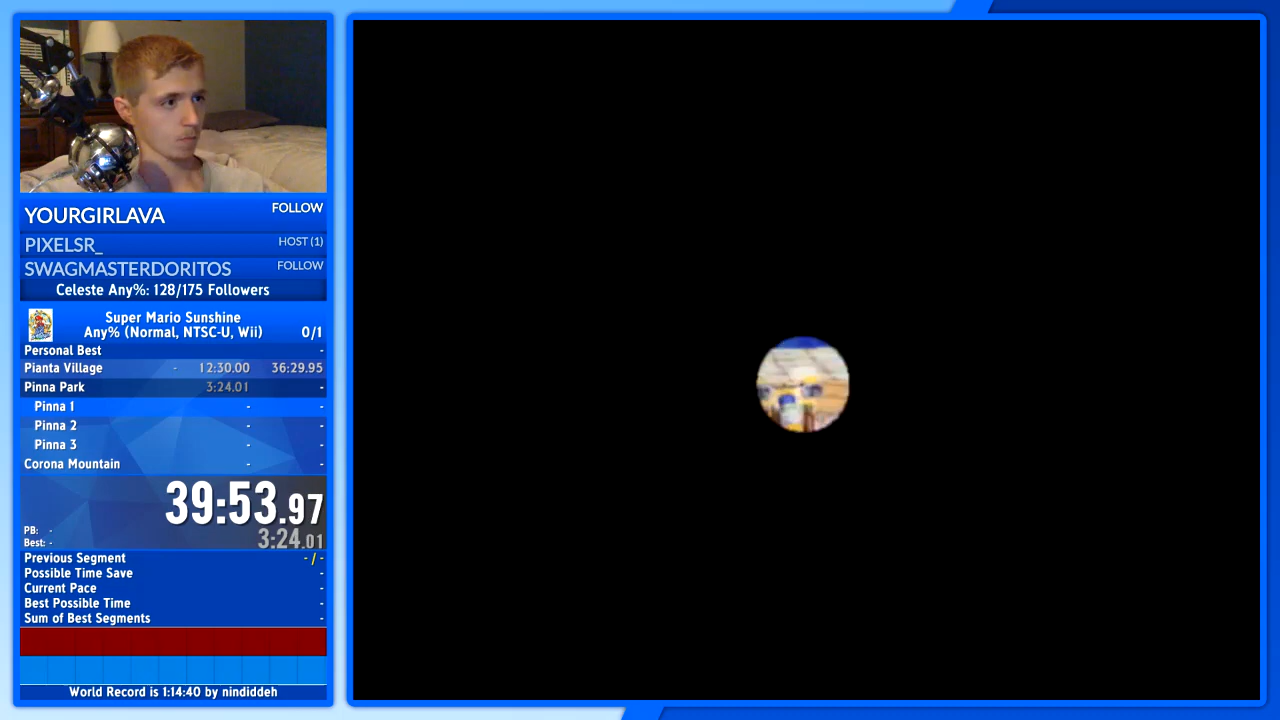 YOURGIRLAVA FOLLOW
PIXELSR_ HOST (1)
SWAGMASTERDORITOS FOLLOW
Celeste Any%: 128/175 Followers
Super Mario Sunshine
Any% (Normal, NTSC-U, Wii) 0/1
Personal Best -
Pianta Village - 12:30.00 36:29.95
Pinna Park 3:24.01 -
Pinna 1 - -
Pinna 2 - -
Pinna 3 - -
Corona Mountain - -
39:53.97
PB: -
Best: - 3:24.01
Previous Segment - / -
Possible Time Save -
Current Pace -
Best Possible Time -
Sum of Best Segments -
World Record is 1:14:40 by nindiddeh